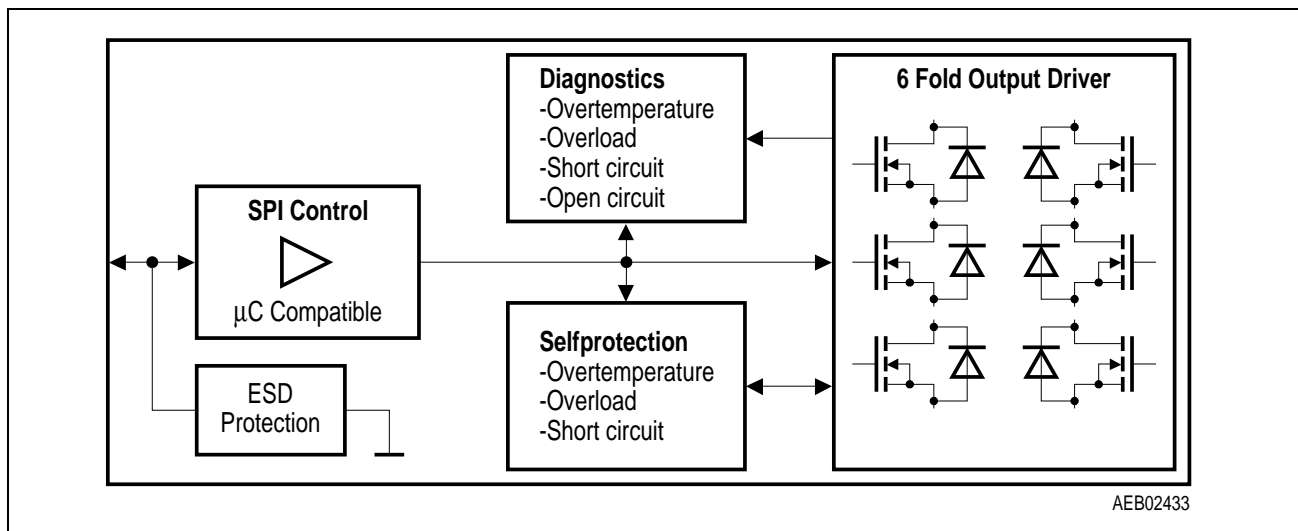 SPI Control
μC Compatible
ESD
Protection
Diagnostics
-Overtemperature
-Overload
-Short circuit
-Open circuit
Selfprotection
-Overtemperature
-Overload
-Short circuit
6 Fold Output Driver
AEB02433